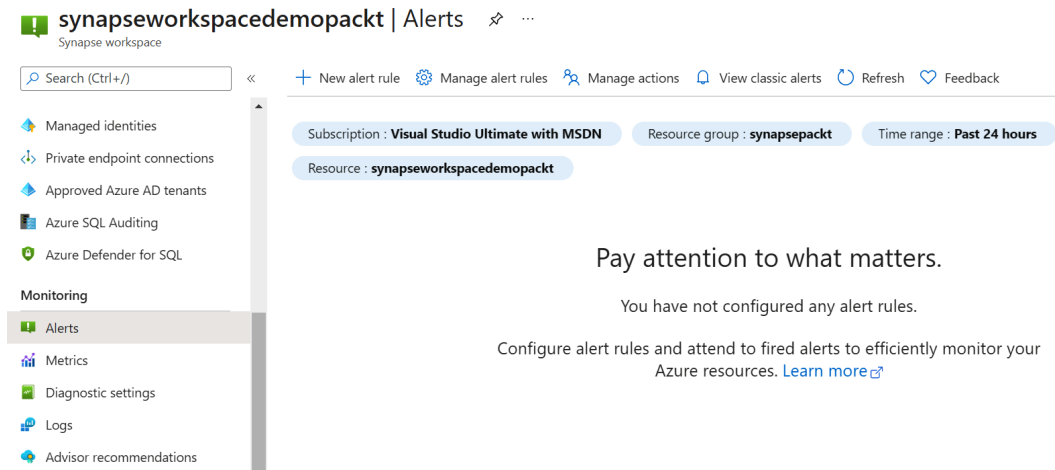 synapseworkspacedemopackt | Alerts
Synapse workspace
Search (Ctrl+/)
Managed identities
Private endpoint connections
Approved Azure AD tenants
Azure SQL Auditing
Azure Defender for SQL
Monitoring
Alerts
Metrics
Diagnostic settings
Logs
Advisor recommendations
New alert rule Manage alert rules Manage actions View classic alerts Refresh Feedback
Subscription : Visual Studio Ultimate with MSDN Resource group : synapsepackt Time range : Past 24 hours
Resource : synapseworkspacedemopackt
Pay attention to what matters.
You have not configured any alert rules.
Configure alert rules and attend to fired alerts to efficiently monitor your
Azure resources. Learn more